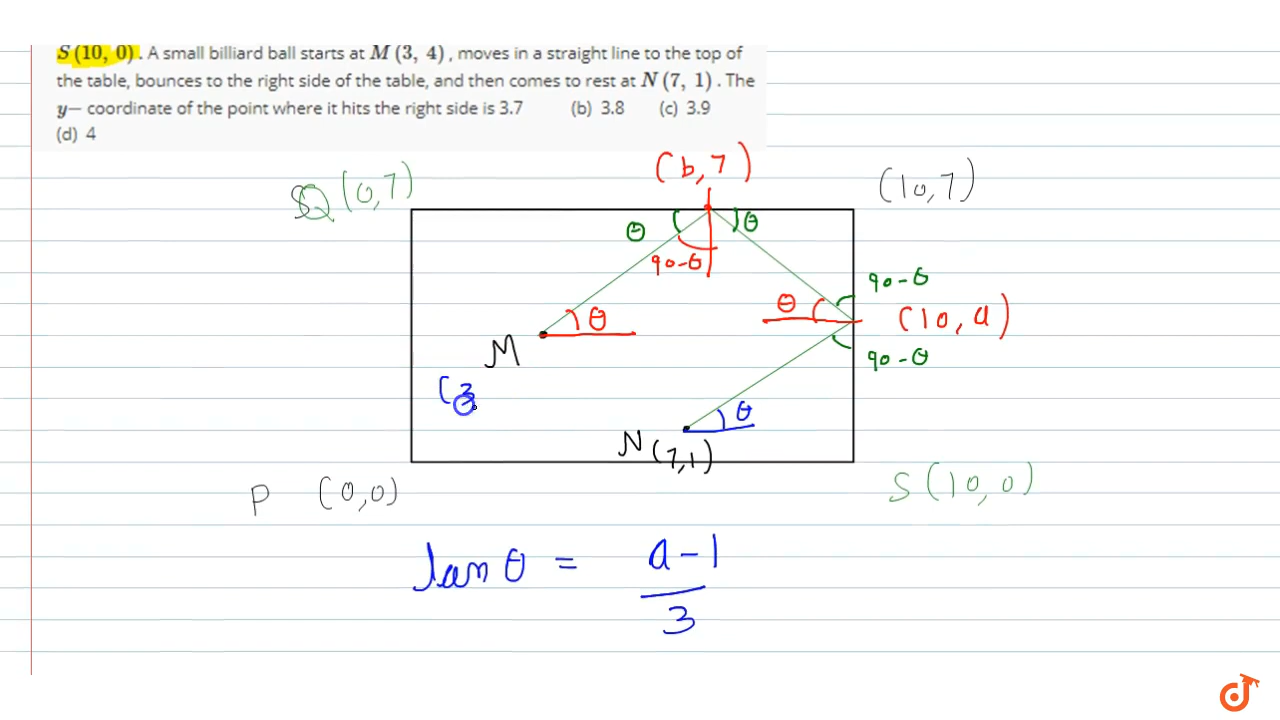 S (10, 0) . A small billiard ball starts at M (3, 4) , moves in a straight line to the top of
the table, bounces to the right side of the table, and then comes to rest at N (7, 1) . The
y− coordinate of the point where it hits the right side is 3.7 (b) 3.8 (c) 3.9
(d) 4
(b, 7)
Q (0, 7)
(10, 7)
θ
θ
90-θ
90-θ
θ
θ
(10, a)
M
90-θ
(3
θ
N (7,1)
P (0,0)
S (10, 0)
tan θ = a - 1
3